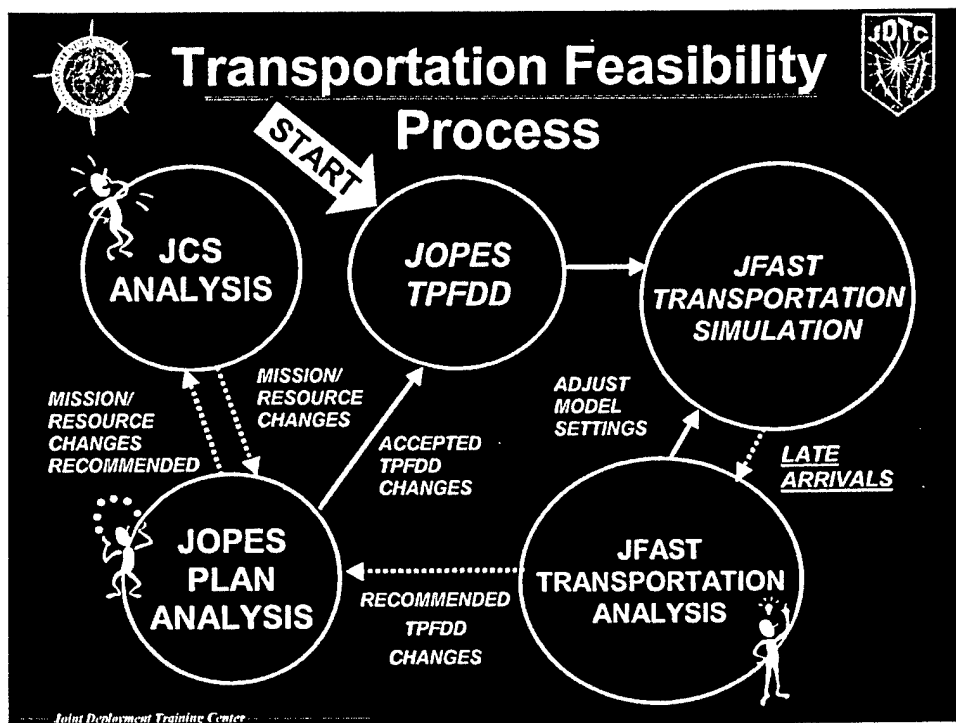 JDTC
Transportation Feasibility
Process
START
JCS
ANALYSIS
JOPES
TPFDD
JFAST
TRANSPORTATION
SIMULATION
MISSION/
RESOURCE
CHANGES
RECOMMENDED
MISSION/
RESOURCE
CHANGES
ACCEPTED
TPFDD
CHANGES
ADJUST
MODEL
SETTINGS
LATE
ARRIVALS
JOPES
PLAN
ANALYSIS
RECOMMENDED
TPFDD
CHANGES
JFAST
TRANSPORTATION
ANALYSIS
Joint Deployment Training Center